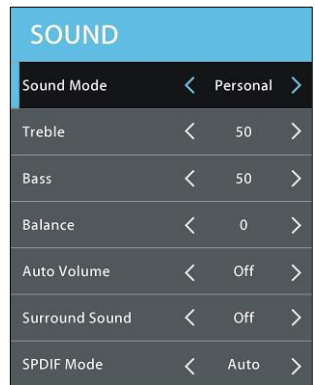 SOUND
Sound Mode < Personal >
Treble < 50 >
Bass < 50 >
Balance < 0 >
Auto Volume < Off >
Surround Sound < Off >
SPDIF Mode < Auto >